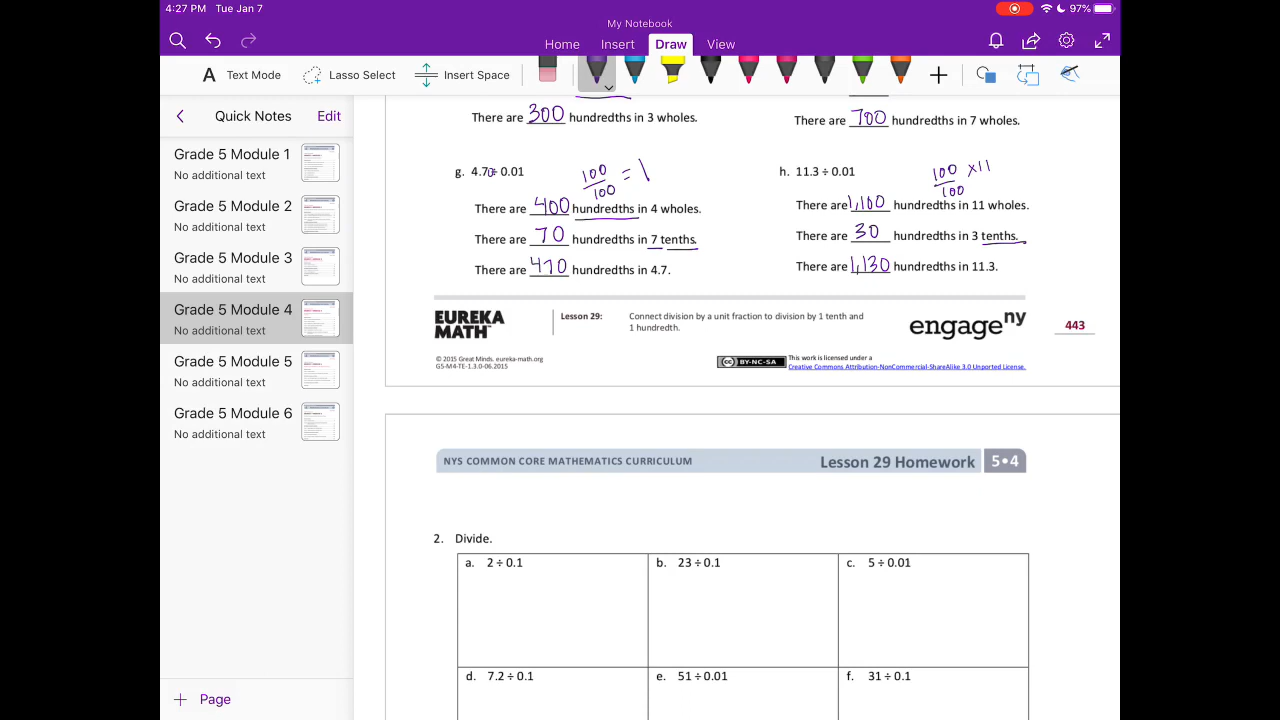 4:27 PM Tue Jan 7
97%
My Notebook
Home Insert Draw View
A Text Mode Lasso Select Insert Space
Quick Notes Edit
Grade 5 Module 1
No additional text
Grade 5 Module 2
No additional text
Grade 5 Module 3
No additional text
Grade 5 Module 4
No additional text
Grade 5 Module 5
No additional text
Grade 5 Module 6
No additional text
+ Page
There are 300 hundredths in 3 wholes.
There are 700 hundredths in 7 wholes.
g. 4.70 ÷ 0.01
100/100 = 1
There are 400 hundredths in 4 wholes.
There are 70 hundredths in 7 tenths.
There are 470 hundredths in 4.7.
h. 11.3 ÷ 0.01
100/100 x11
There are 1,100 hundredths in 11 wholes.
There are 30 hundredths in 3 tenths.
There are 1,130 hundredths in 11.3.
EUREKA
MATH
Lesson 29: Connect division by a unit fraction to division by 1 tenth and
1 hundredth.
engageny
443
© 2015 Great Minds. eureka-math.org
G5-M4-TE-1.3.0-06.2015
cc BY-NC-SA
This work is licensed under a
Creative Commons Attribution-NonCommercial-ShareAlike 3.0 Unported License.
NYS COMMON CORE MATHEMATICS CURRICULUM
Lesson 29 Homework 5•4
2. Divide.
a. 2 ÷ 0.1
b. 23 ÷ 0.1
c. 5 ÷ 0.01
d. 7.2 ÷ 0.1
e. 51 ÷ 0.01
f. 31 ÷ 0.1